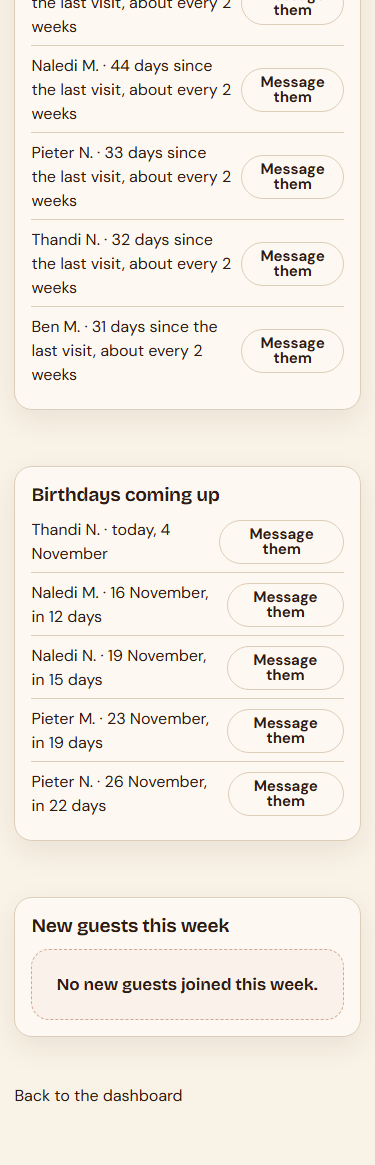 the last visit, about every 2
weeks
Message
them
Naledi M. · 44 days since
the last visit, about every 2
weeks
Message
them
Pieter N. · 33 days since
the last visit, about every 2
weeks
Message
them
Thandi N. · 32 days since
the last visit, about every 2
weeks
Message
them
Ben M. · 31 days since the
last visit, about every 2
weeks
Message
them
Birthdays coming up
Thandi N. · today, 4
November
Message
them
Naledi M. · 16 November,
in 12 days
Message
them
Naledi N. · 19 November,
in 15 days
Message
them
Pieter M. · 23 November,
in 19 days
Message
them
Pieter N. · 26 November,
in 22 days
Message
them
New guests this week
No new guests joined this week.
Back to the dashboard